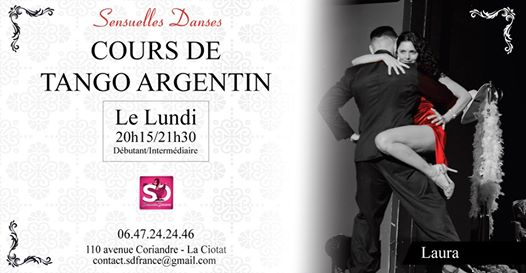 Sensuelles Danses
COURS DE
TANGO ARGENTIN
Le Lundi
20h15/21h30
Débutant/Intermédiaire
SD
06.47.24.24.46
110 avenue Coriandre - La Ciotat
contact.sdfrance@gmail.com
Laura